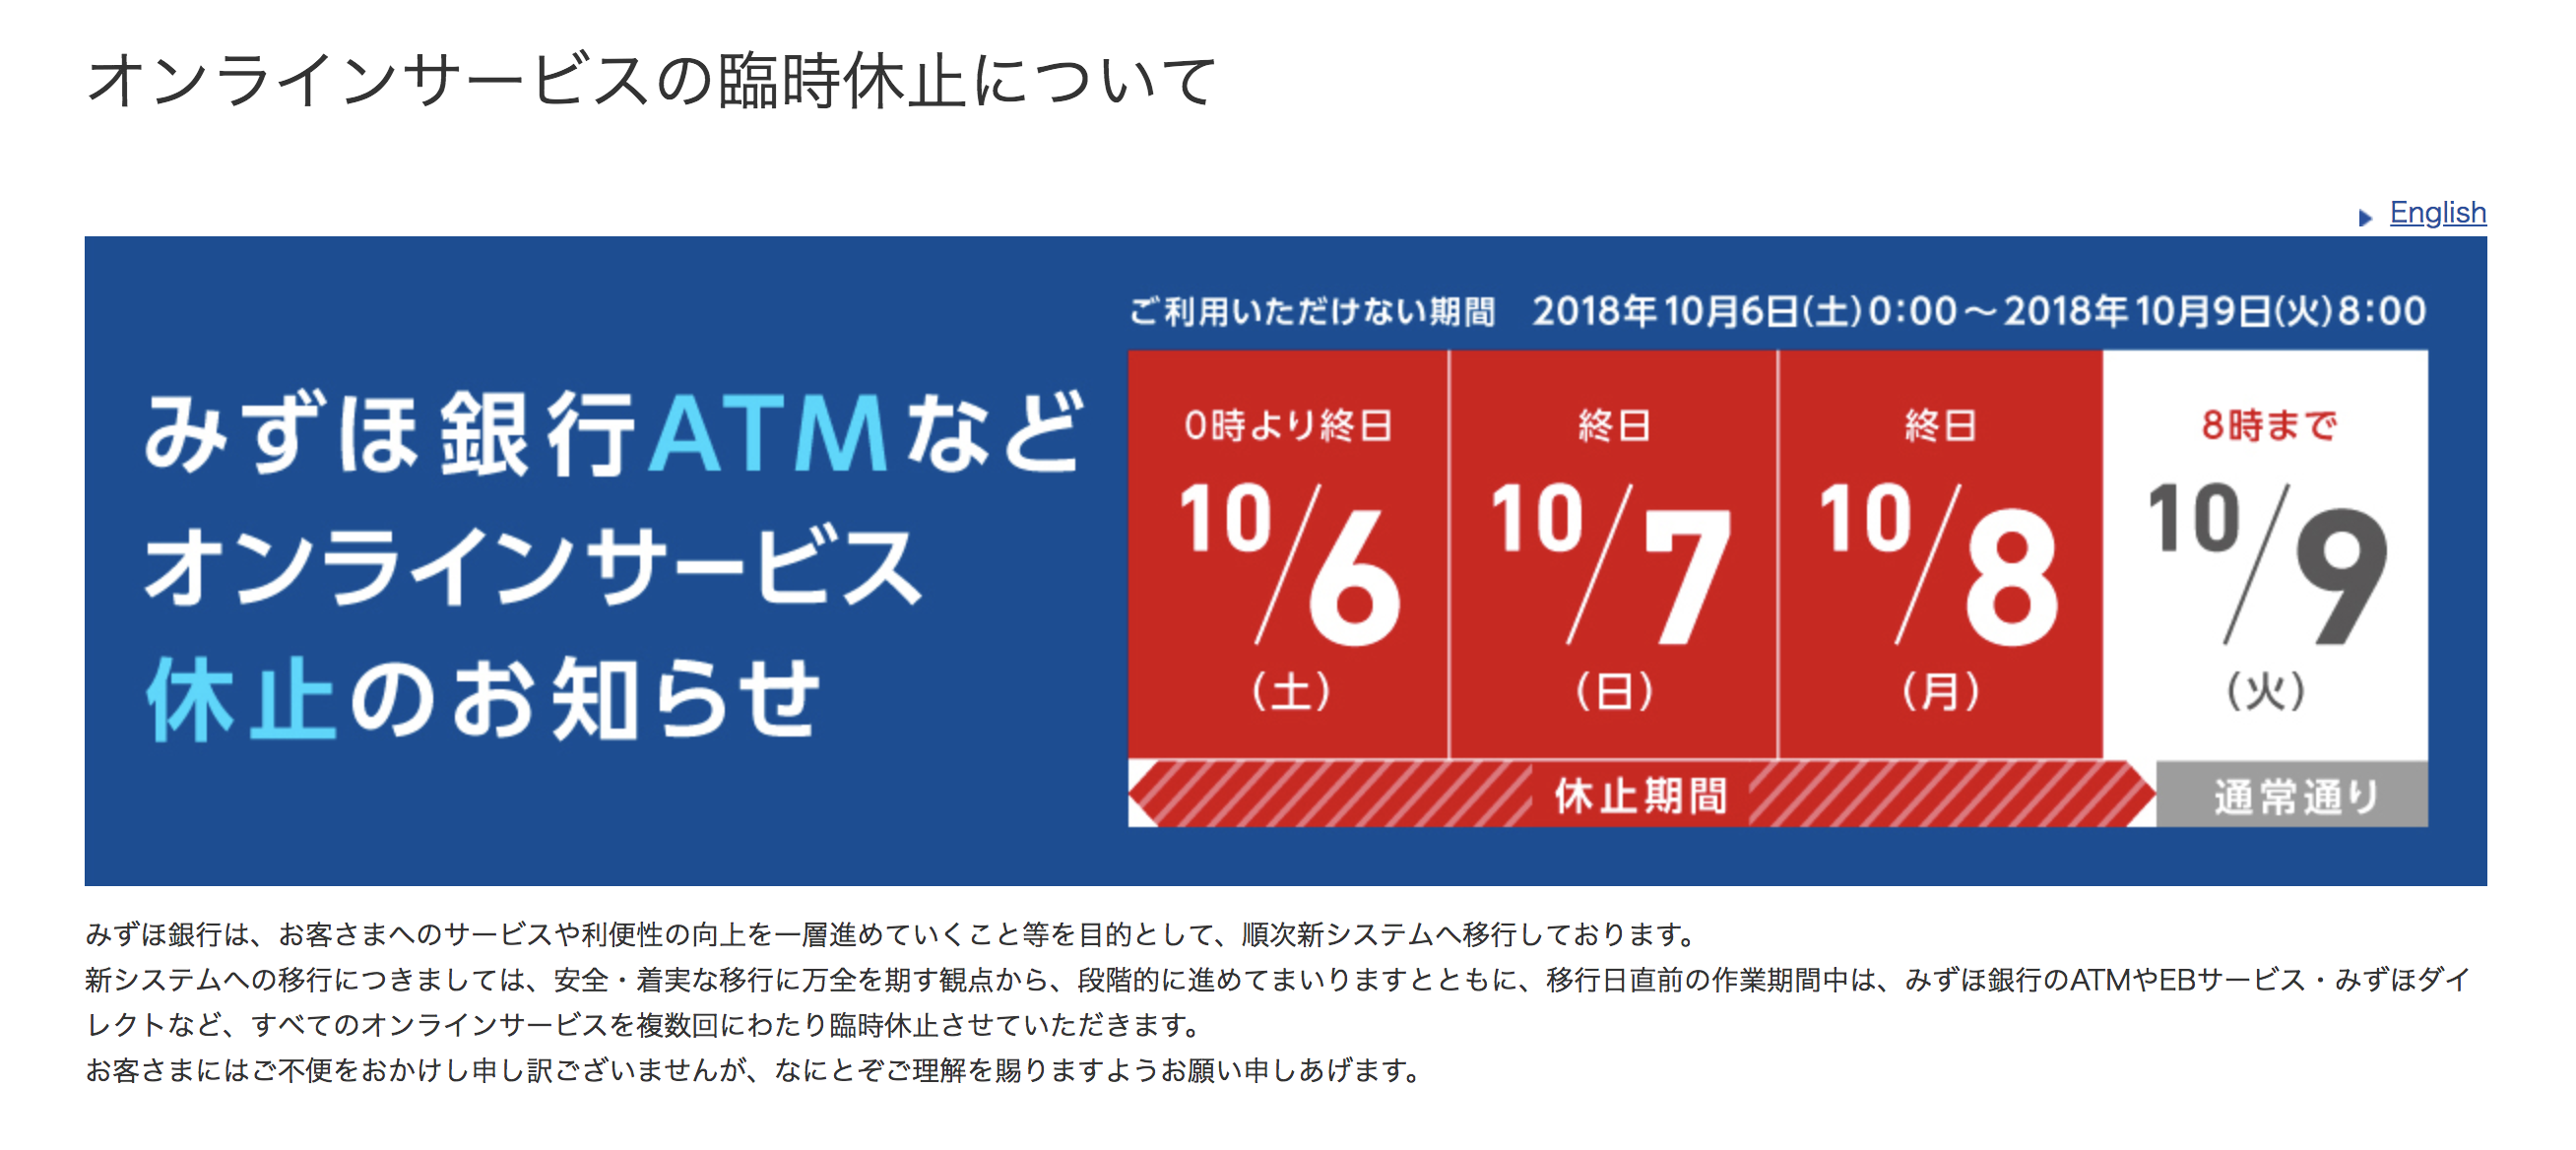 オンラインサービスの臨時休止について
English
みずほ銀行ATMなど
オンラインサービス
休止のお知らせ
ご利用いただけない期間　2018年10月6日(土)0:00～2018年10月9日(火)8:00
0時より終日
10/6
(土)
終日
10/7
(日)
終日
10/8
(月)
8時まで
10/9
(火)
休止期間
通常通り
みずほ銀行は、お客さまへのサービスや利便性の向上を一層進めていくこと等を目的として、順次新システムへ移行しております。
新システムへの移行につきましては、安全・着実な移行に万全を期す観点から、段階的に進めてまいりますとともに、移行日直前の作業期間中は、みずほ銀行のATMやEBサービス・みずほダイ
レクトなど、すべてのオンラインサービスを複数回にわたり臨時休止させていただきます。
お客さまにはご不便をおかけし申し訳ございませんが、なにとぞご理解を賜りますようお願い申しあげます。